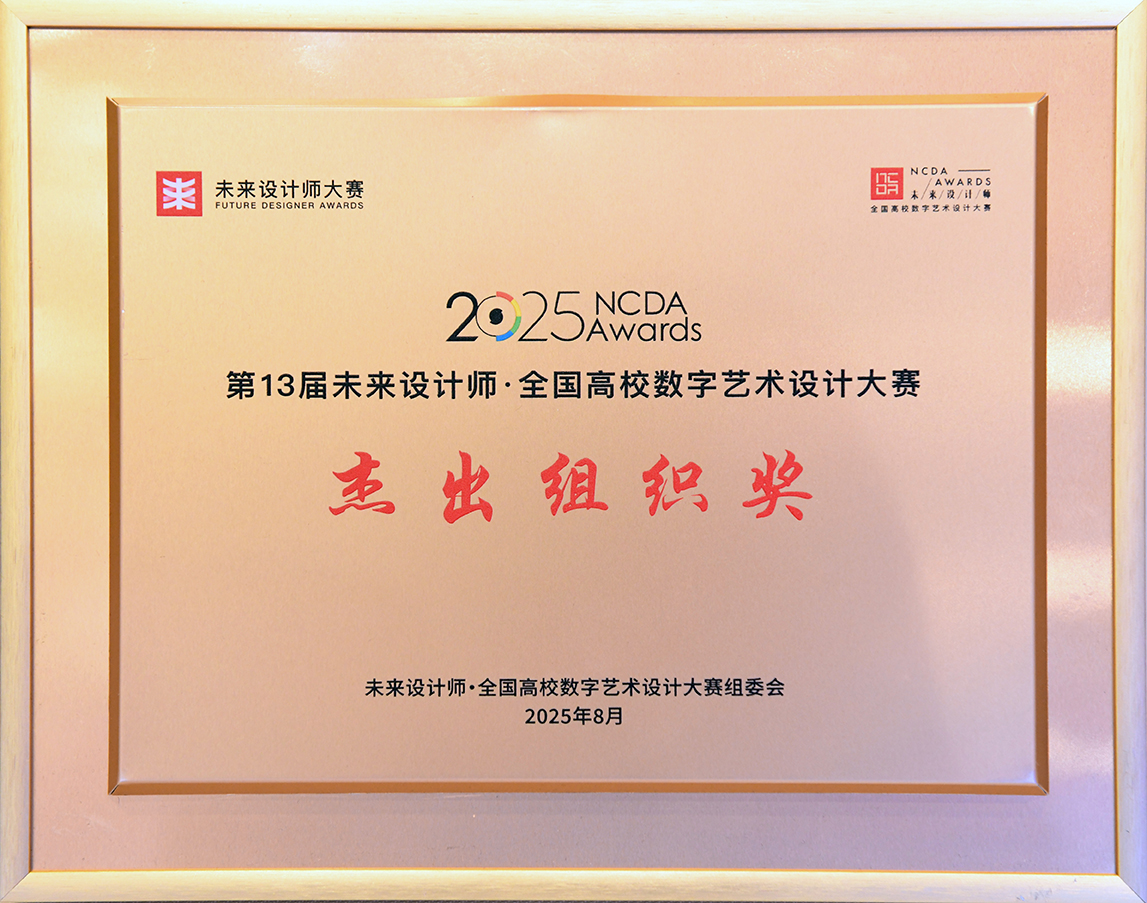 未来设计师大赛
FUTURE DESIGNER AWARDS
NCDA
AWARDS
未/来/设/计/师
全国高校数字艺术设计大赛
2025 NCDA
Awards
第13届未来设计师·全国高校数字艺术设计大赛
杰出组织奖
未来设计师·全国高校数字艺术设计大赛组委会
2025年8月